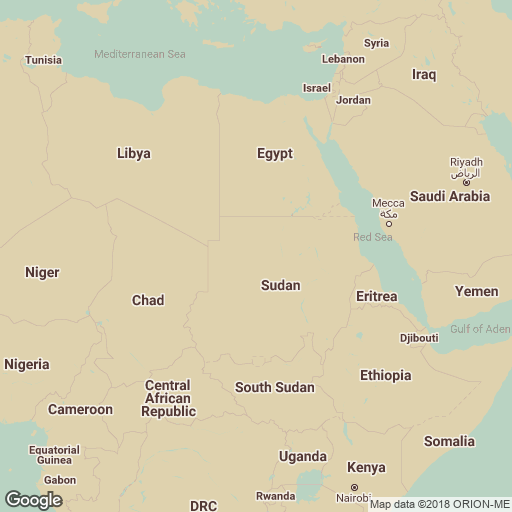 Mediterranean Sea
Syria
Tunisia
Lebanon
Iraq
Israel
Jordan
Libya
Egypt
Riyadh
الرياض
Saudi Arabia
Mecca
مكة
Red Sea
Niger
Chad
Sudan
Eritrea
Yemen
Gulf of Aden
Djibouti
Nigeria
Ethiopia
Central
African
Republic
South Sudan
Cameroon
Somalia
Equatorial
Guinea
Uganda
Kenya
Gabon
Rwanda
Nairobi
DRC
Google
Map data ©2018 ORION-ME